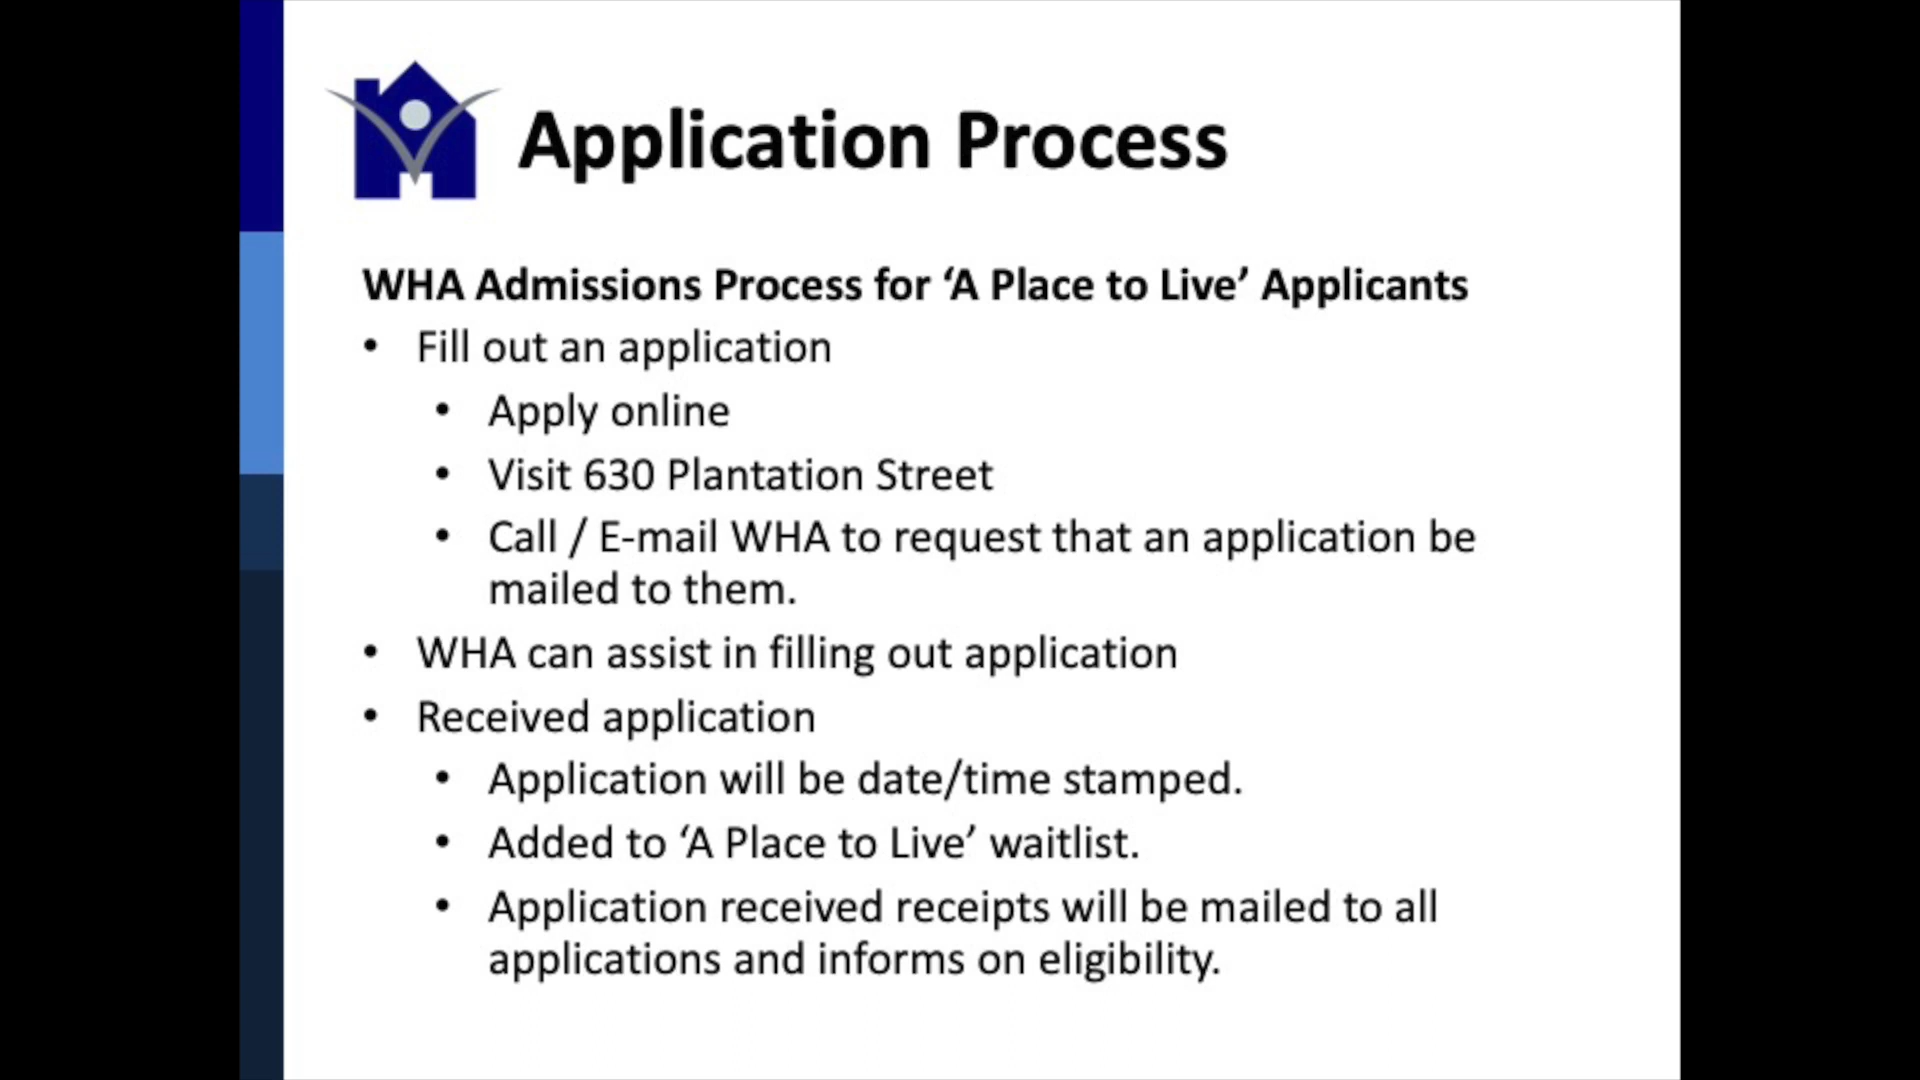 Application Process
WHA Admissions Process for ‘A Place to Live’ Applicants
• Fill out an application
• Apply online
• Visit 630 Plantation Street
• Call / E-mail WHA to request that an application be
mailed to them.
• WHA can assist in filling out application
• Received application
• Application will be date/time stamped.
• Added to ‘A Place to Live’ waitlist.
• Application received receipts will be mailed to all
applications and informs on eligibility.